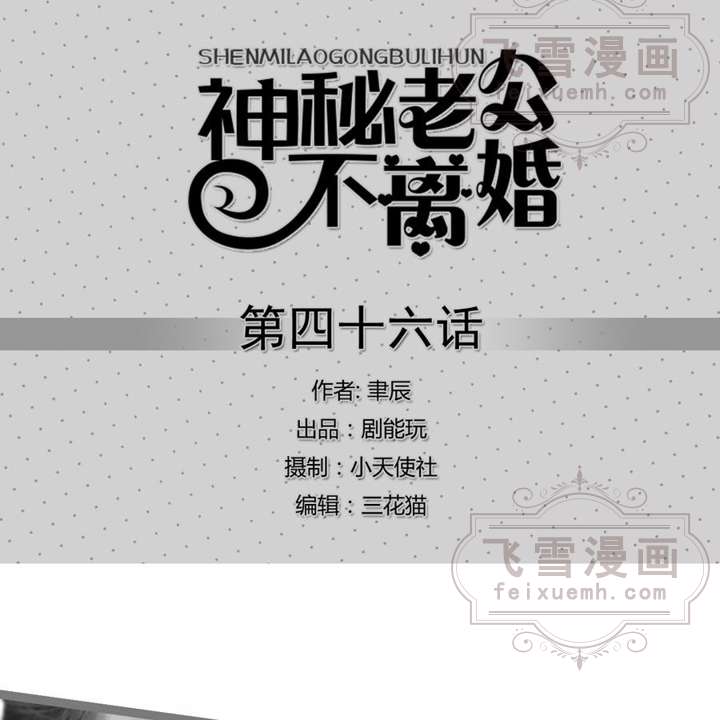 SHENMILAOGONGBULIHUN
神秘老公
不离婚
第四十六话
作者: 聿辰
出品：剧能玩
摄制：小天使社
编辑：三花猫
飞雪漫画
feixuemh.com
飞雪漫画
feixuemh.com